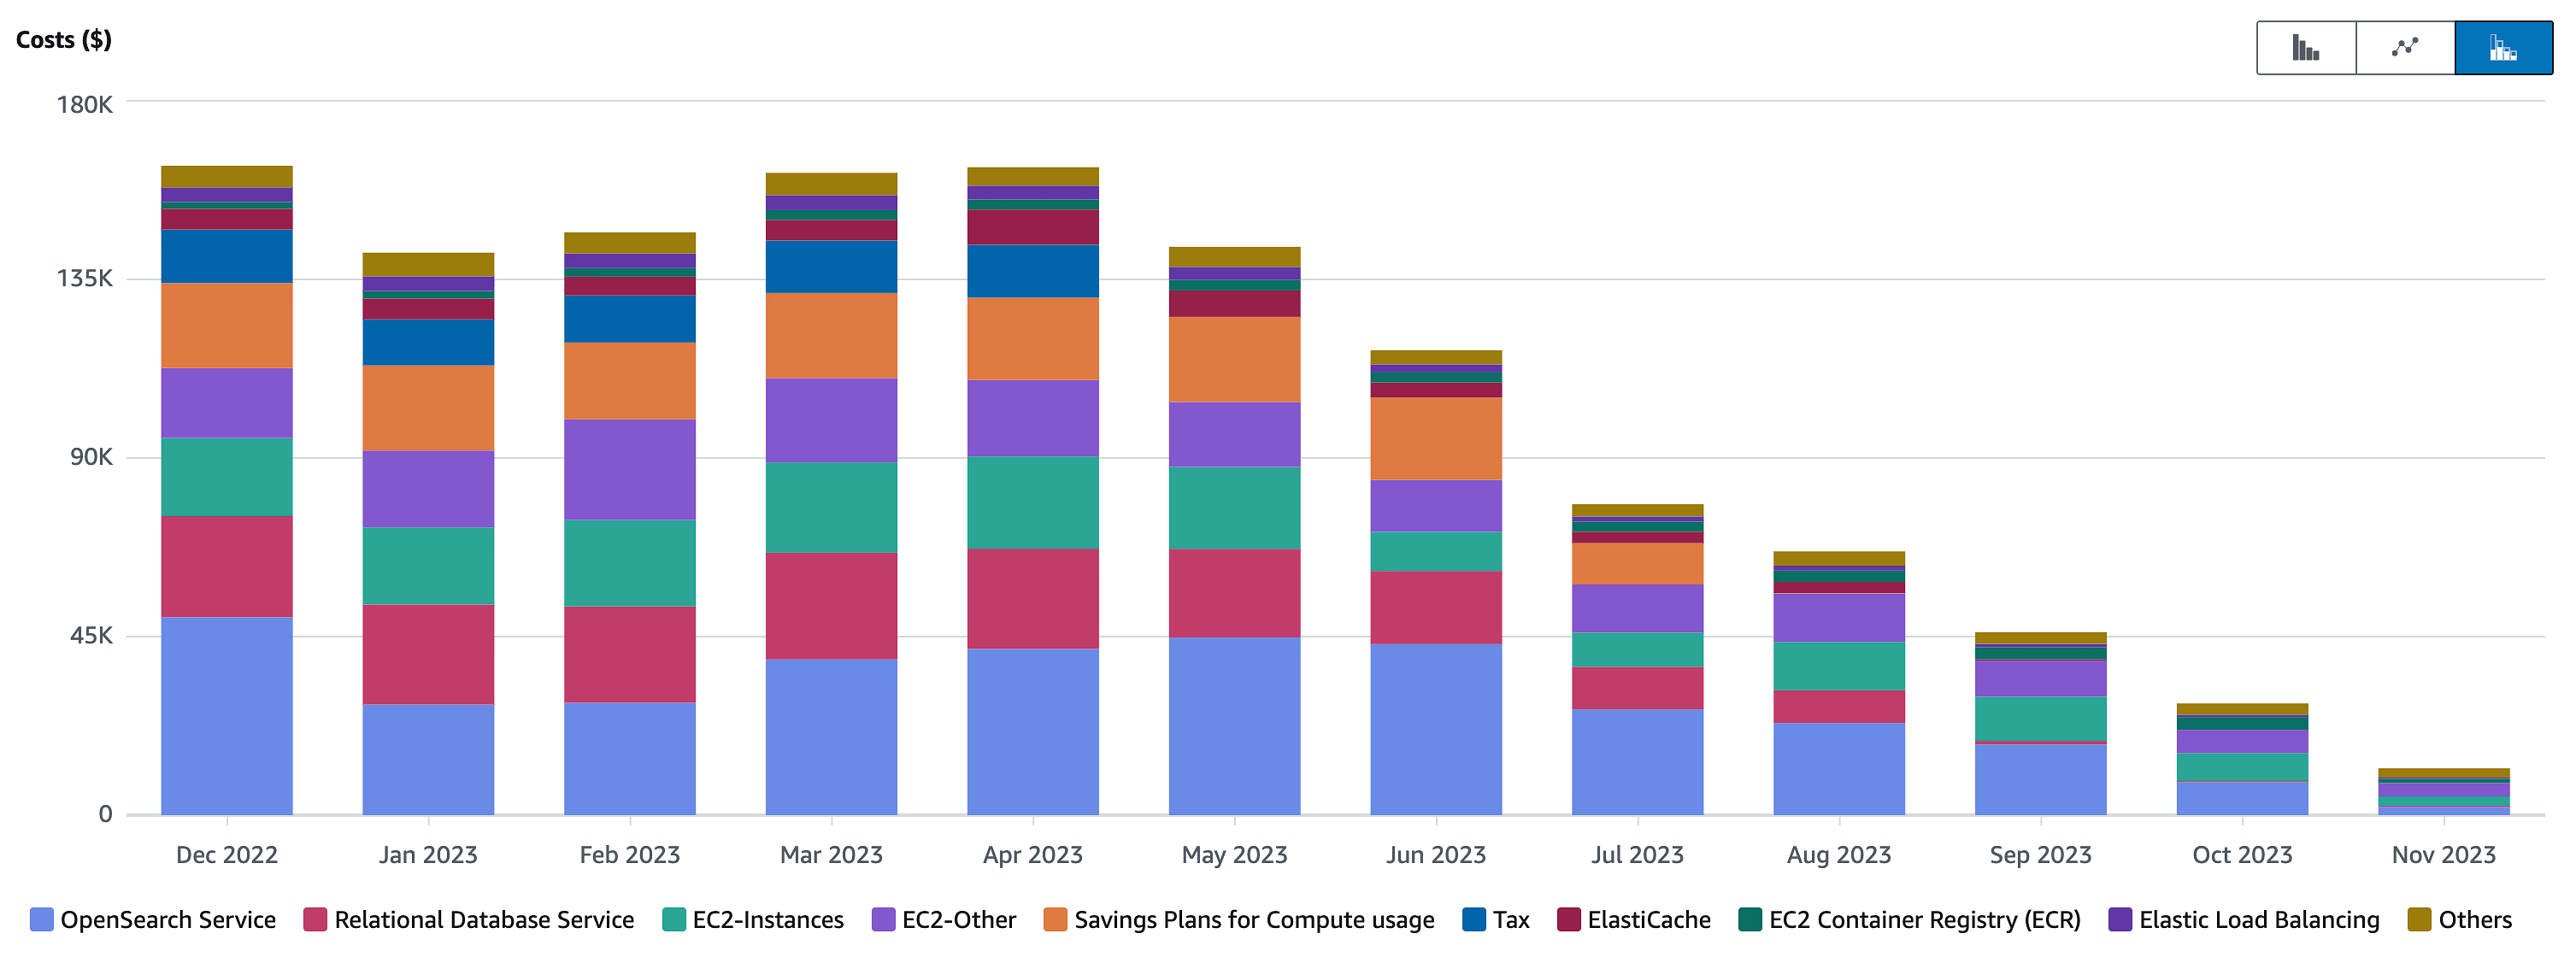 Costs ($)
180K
135K
90K
45K
0
Dec 2022 Jan 2023 Feb 2023 Mar 2023 Apr 2023 May 2023 Jun 2023 Jul 2023 Aug 2023 Sep 2023 Oct 2023 Nov 2023
OpenSearch Service Relational Database Service EC2-Instances EC2-Other Savings Plans for Compute usage Tax ElastiCache EC2 Container Registry (ECR) Elastic Load Balancing Others